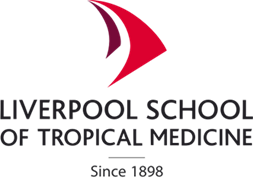 LIVERPOOL SCHOOL
OF TROPICAL MEDICINE
Since 1898